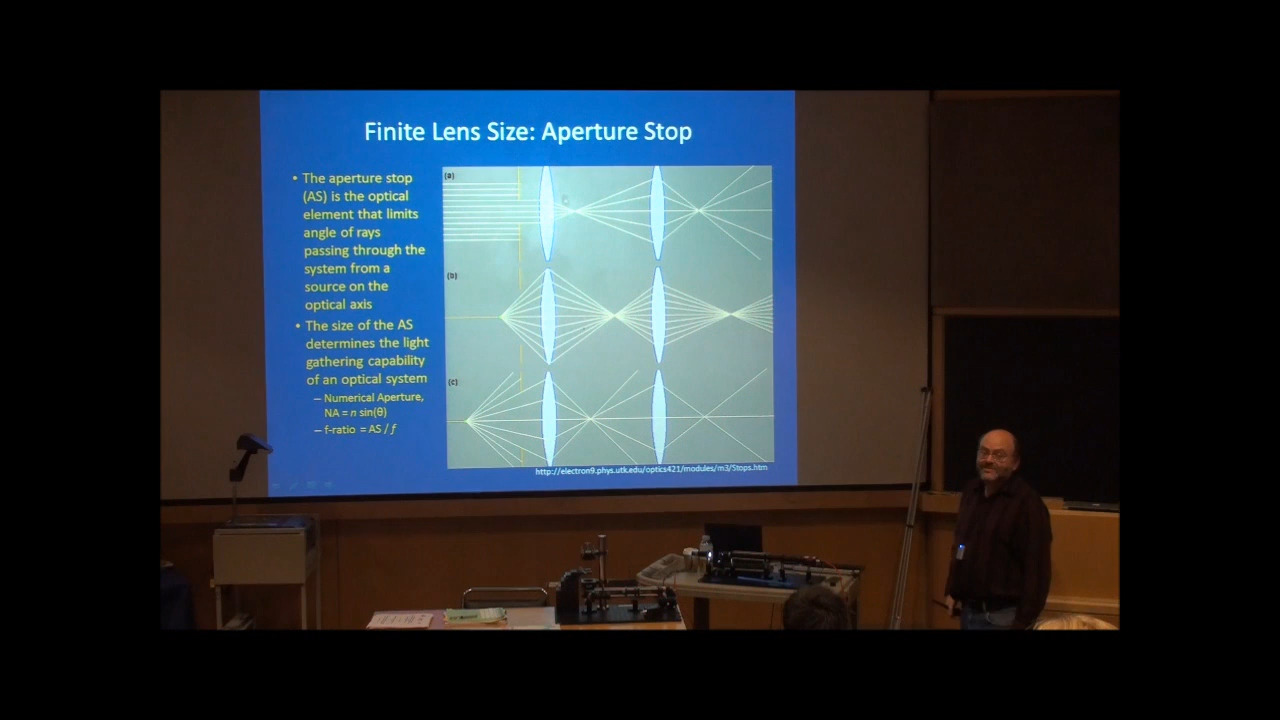 Finite Lens Size: Aperture Stop
• The aperture stop
(AS) is the optical
element that limits
angle of rays
passing through the
system from a
source on the
optical axis
• The size of the AS
determines the light
gathering capability
of an optical system
– Numerical Aperture,
NA = n sin(θ)
– f-ratio = AS / f
(a)
(b)
(c)
http://electron9.phys.utk.edu/optics421/modules/m3/Stops.htm